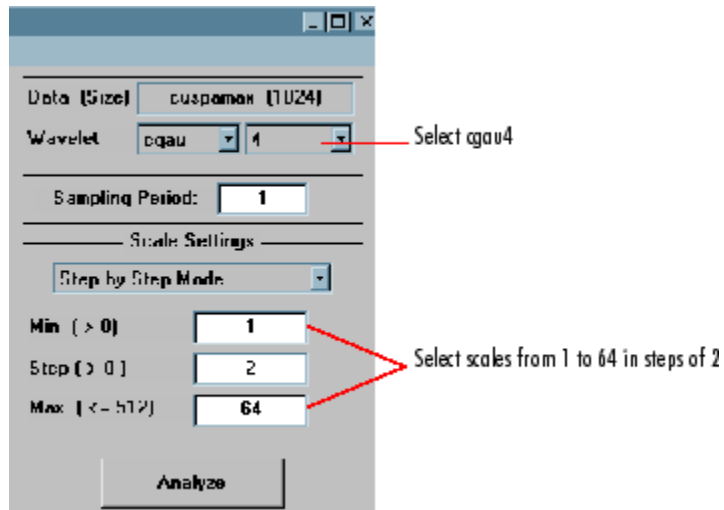 Data (Size) cuspamax (1024)
Wavelet cgau 4
Select cgau4
Sampling Period: 1
Scale Settings
Step by Step Mode
Min ( > 0) 1
Step ( > 0 ) 2
Select scales from 1 to 64 in steps of 2
Max ( <= 512) 64
Analyze